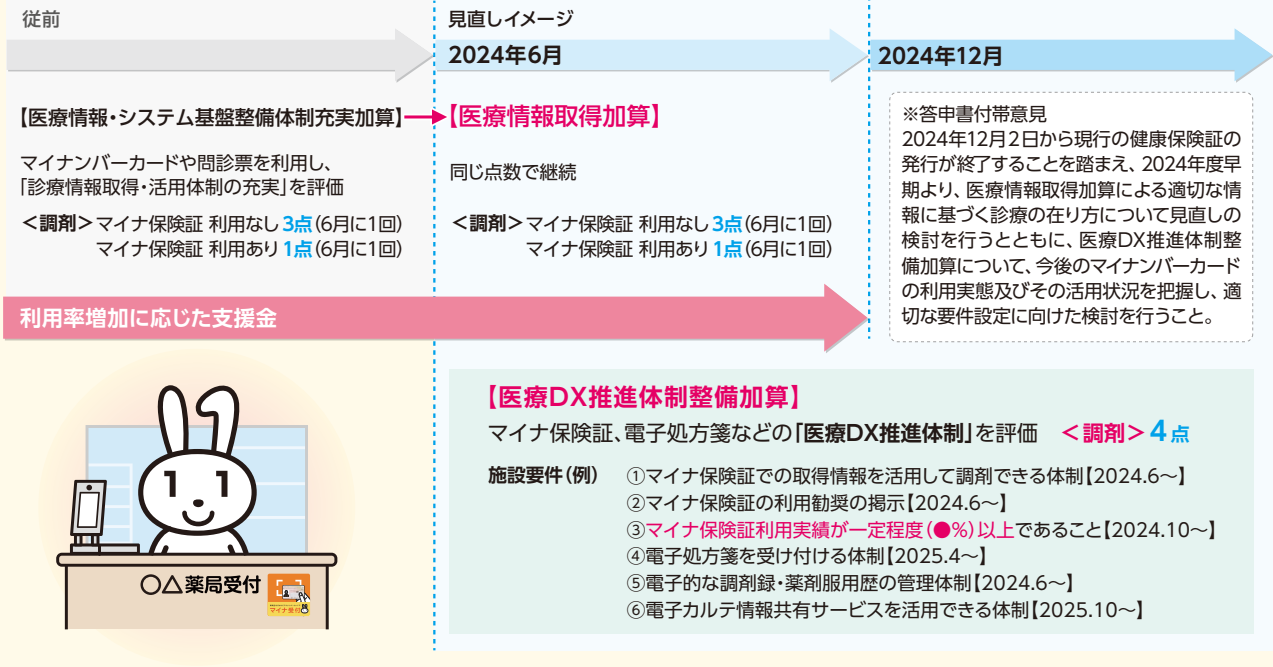 従前
見直しイメージ
2024年6月
2024年12月
【医療情報・システム基盤整備体制充実加算】
マイナンバーカードや問診票を利用し、
「診療情報取得・活用体制の充実」を評価
＜調剤＞マイナ保険証 利用なし 3点(6月に1回)
マイナ保険証 利用あり 1点(6月に1回)
【医療情報取得加算】
同じ点数で継続
＜調剤＞マイナ保険証 利用なし 3点(6月に1回)
マイナ保険証 利用あり 1点(6月に1回)
※答申書付帯意見
2024年12月2日から現行の健康保険証の
発行が終了することを踏まえ、2024年度早
期より、医療情報取得加算による適切な情
報に基づく診療の在り方について見直しの
検討を行うとともに、医療DX推進体制整
備加算について、今後のマイナンバーカード
の利用実態及びその活用状況を把握し、適
切な要件設定に向けた検討を行うこと。
利用率増加に応じた支援金
【医療DX推進体制整備加算】
マイナ保険証、電子処方箋などの「医療DX推進体制」を評価 ＜調剤＞4点
施設要件(例) ①マイナ保険証での取得情報を活用して調剤できる体制【2024.6〜】
②マイナ保険証の利用勧奨の掲示【2024.6〜】
③マイナ保険証利用実績が一定程度(●%)以上であること【2024.10〜】
④電子処方箋を受け付ける体制【2025.4〜】
⑤電子的な調剤録・薬剤服用歴の管理体制【2024.6〜】
⑥電子カルテ情報共有サービスを活用できる体制【2025.10〜】
〇△薬局受付
マイナ受付